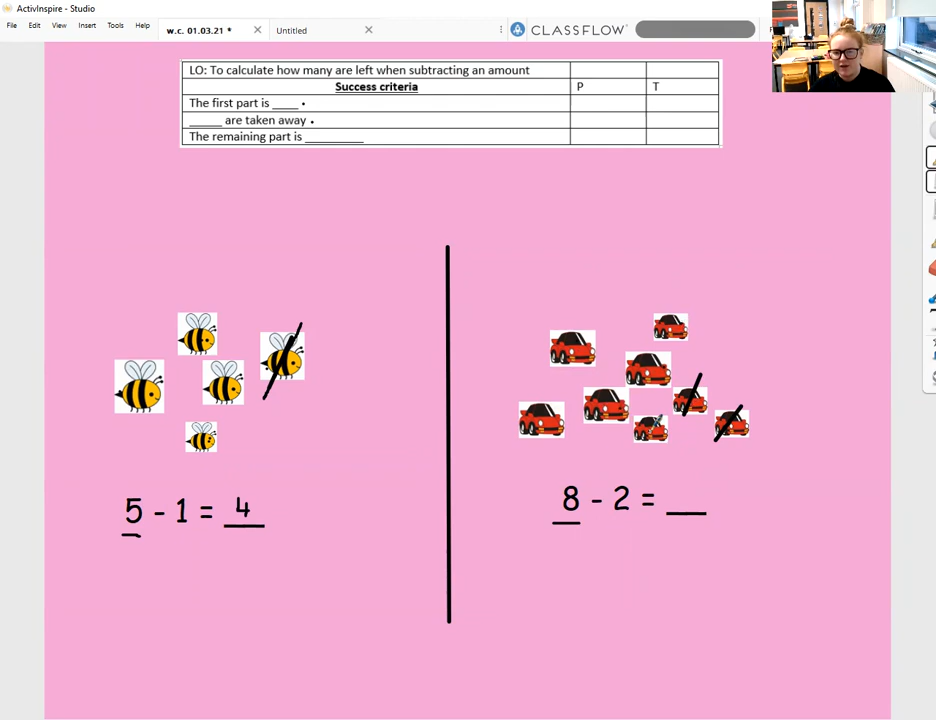 ActivInspire - Studio
File Edit View Insert Tools Help
w.c. 01.03.21 * Untitled CLASSFLOW
LO: To calculate how many are left when subtracting an amount
Success criteria P T
The first part is ____ .
_____ are taken away .
The remaining part is _________
5 - 1 = 4
8 - 2 = ___